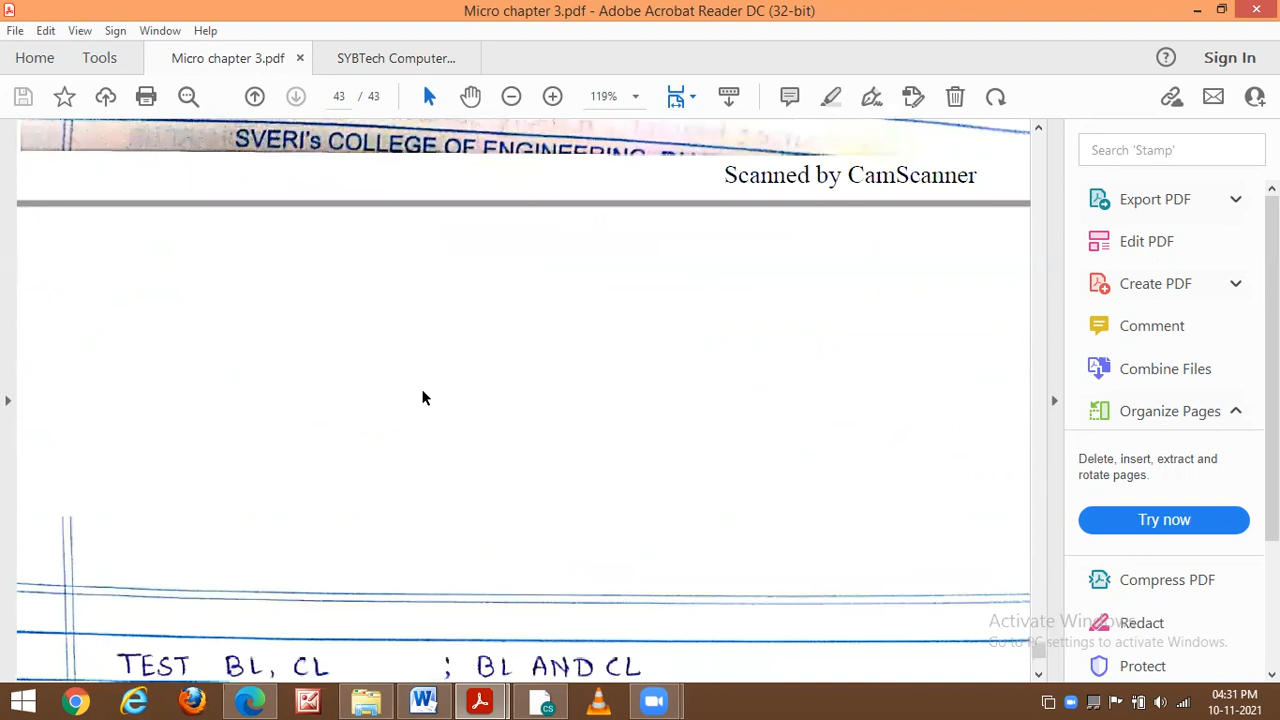 Micro chapter 3.pdf - Adobe Acrobat Reader DC (32-bit)
File Edit View Sign Window Help
Home Tools Micro chapter 3.pdf × SYBTech Computer... Sign In
43 / 43 119%
SVERI's COLLEGE OF ENGINEERING
Scanned by CamScanner
TEST BL, CL ; BL AND CL
Search 'Stamp'
Export PDF
Edit PDF
Create PDF
Comment
Combine Files
Organize Pages
Delete, insert, extract and
rotate pages.
Try now
Compress PDF
Redact
Protect
Activate Windows
Go to PC settings to activate Windows.
04:31 PM
10-11-2021